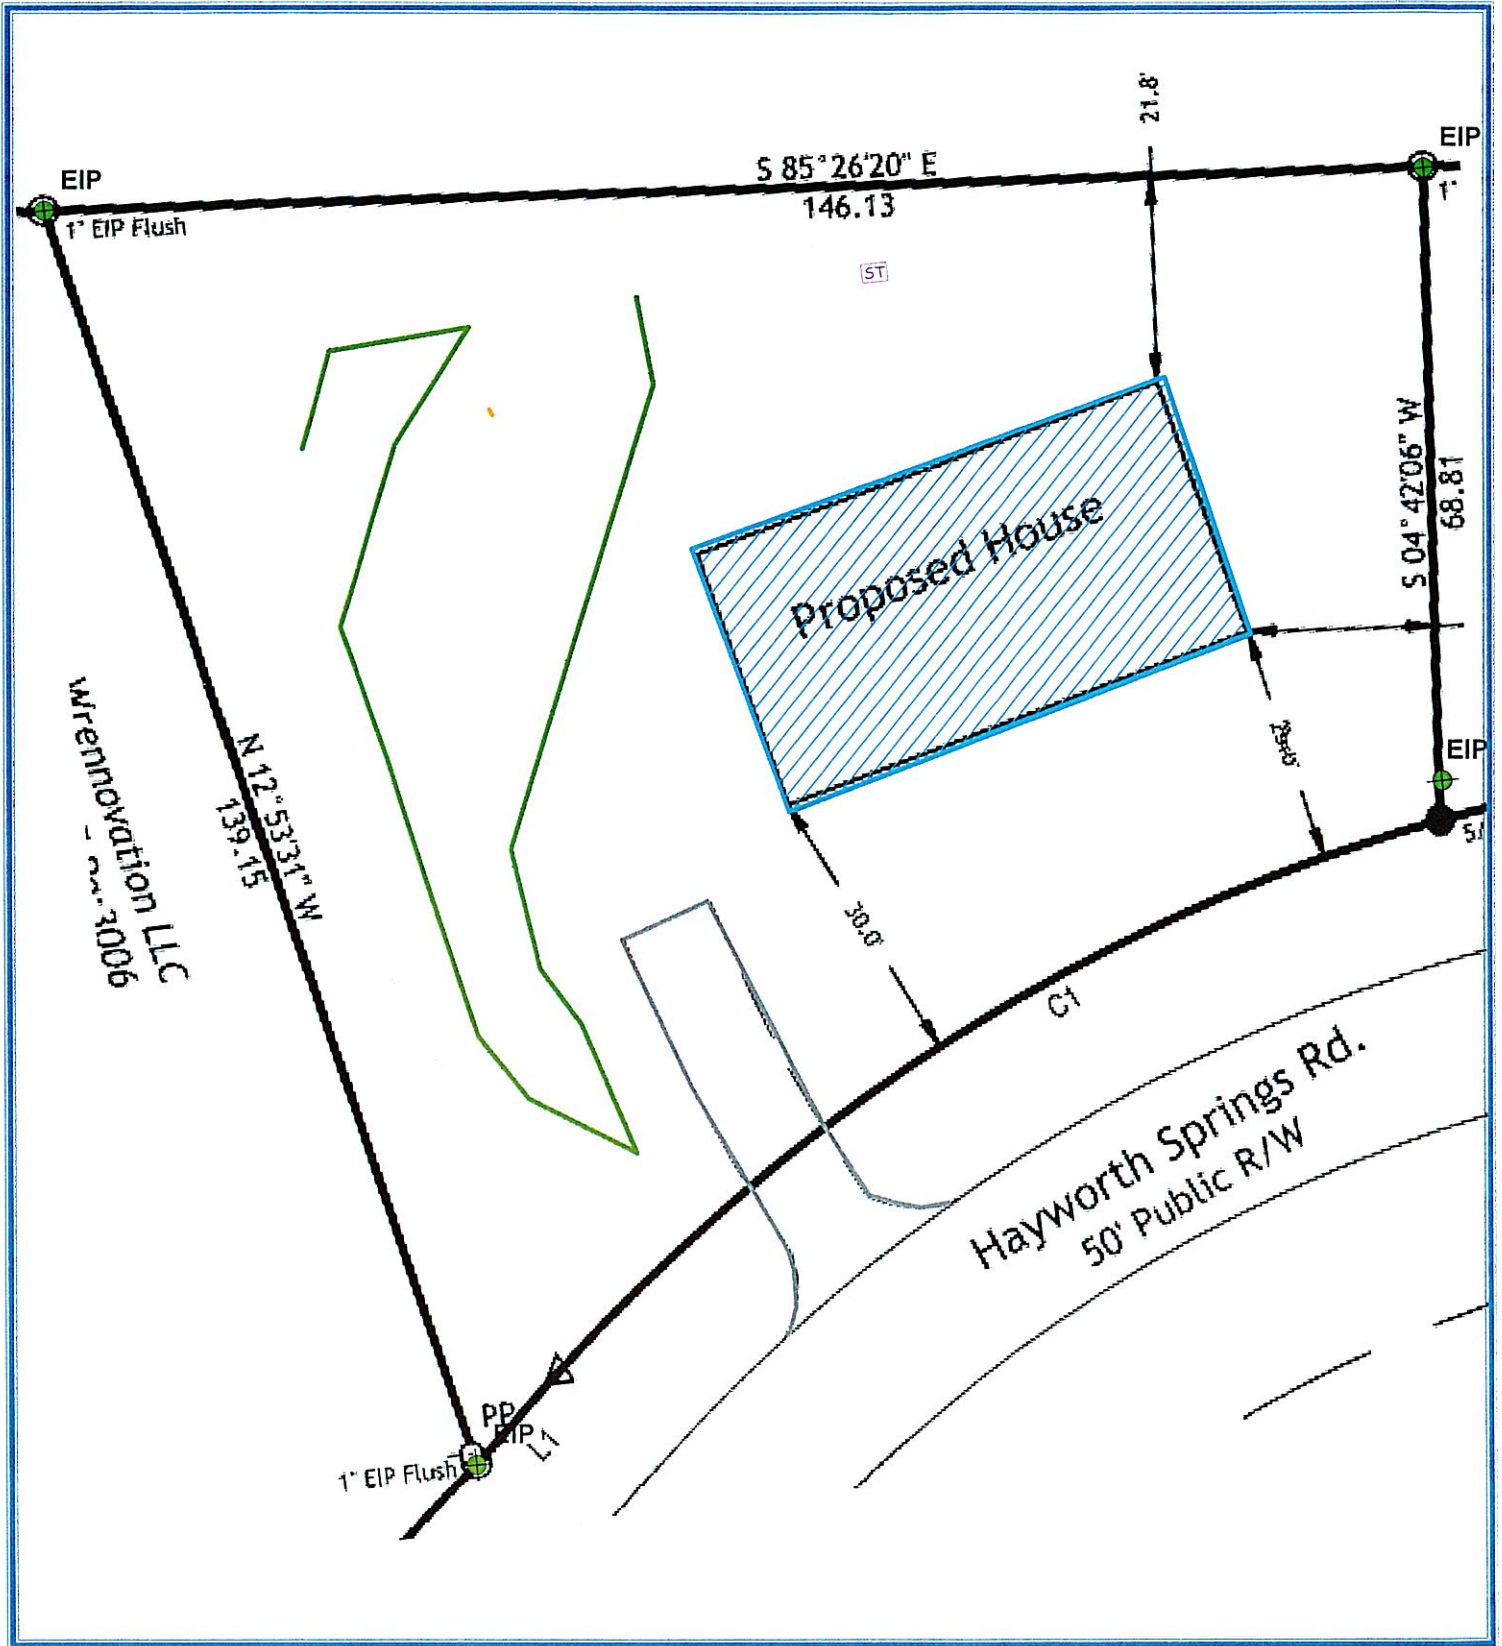 21.8'
EIP
S 85°26'20" E
EIP
146.13
1"
1" EIP Flush
ST
S 04°42'06" W
68.81
Proposed House
EIP
N 12°53'31" W
139.15
Wrennovation LLC
30.0'
C1
Hayworth Springs Rd.
50' Public R/W
PP
EIP
L1
1" EIP Flush